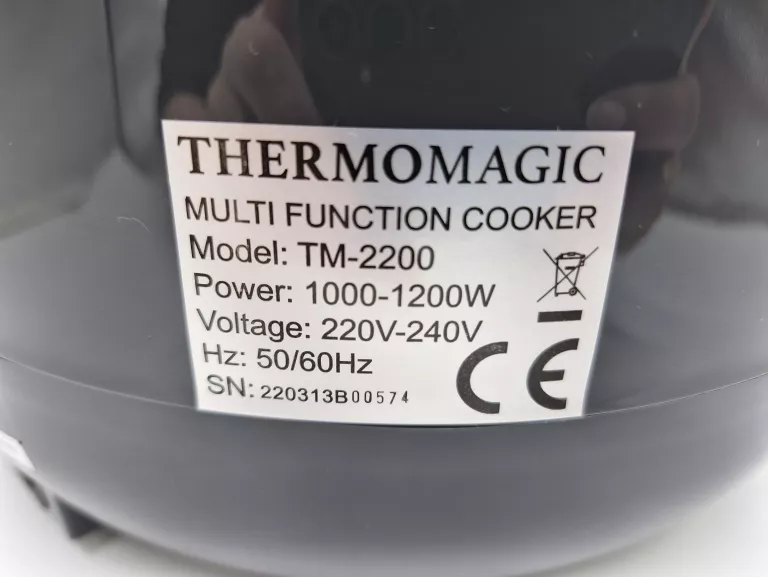 THERMOMAGIC
MULTI FUNCTION COOKER
Model: TM-2200
Power: 1000-1200W
Voltage: 220V-240V
Hz: 50/60Hz
SN: 220313B00574
CE